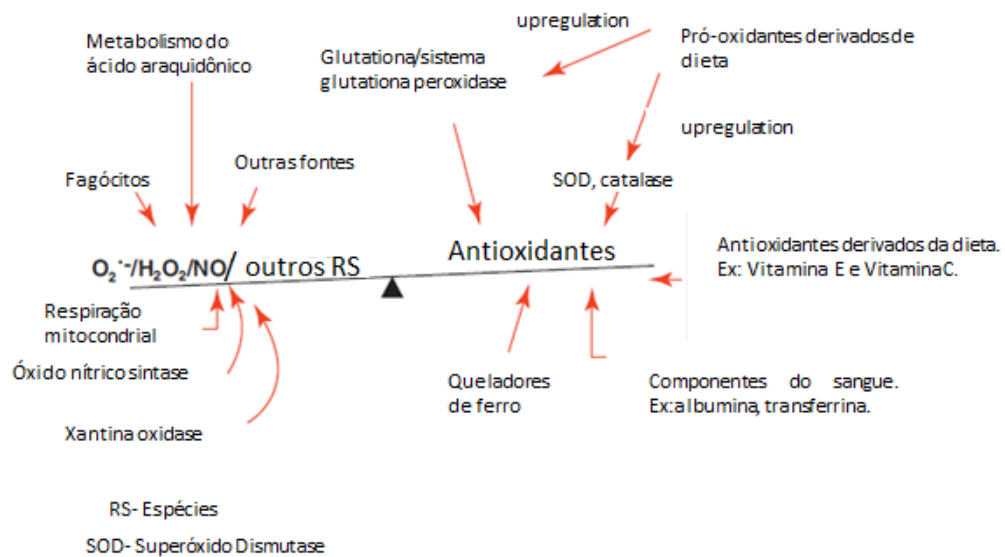 upregulation
Metabolismo do
ácido araquidônico
Glutationa/sistema
glutationa peroxidase
Pró-oxidantes derivados de
dieta
upregulation
Fagócitos
Outras fontes
SOD, catalase
O₂˙⁻/H₂O₂/NO/ outros RS
Antioxidantes
Antioxidantes derivados da dieta.
Ex: Vitamina E e Vitamina C.
Respiração
mitocondrial
Óxido nítrico sintase
Xantina oxidase
Queladores
de ferro
Componentes do sangue.
Ex:albumina, transferrina.
RS- Espécies
SOD- Superóxido Dismutase